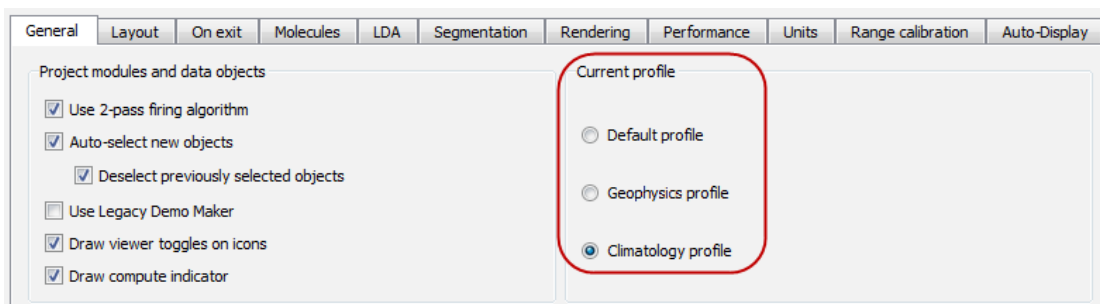 General Layout On exit Molecules LDA Segmentation Rendering Performance Units Range calibration Auto-Display
Project modules and data objects
Use 2-pass firing algorithm
Auto-select new objects
Deselect previously selected objects
Use Legacy Demo Maker
Draw viewer toggles on icons
Draw compute indicator
Current profile
Default profile
Geophysics profile
Climatology profile